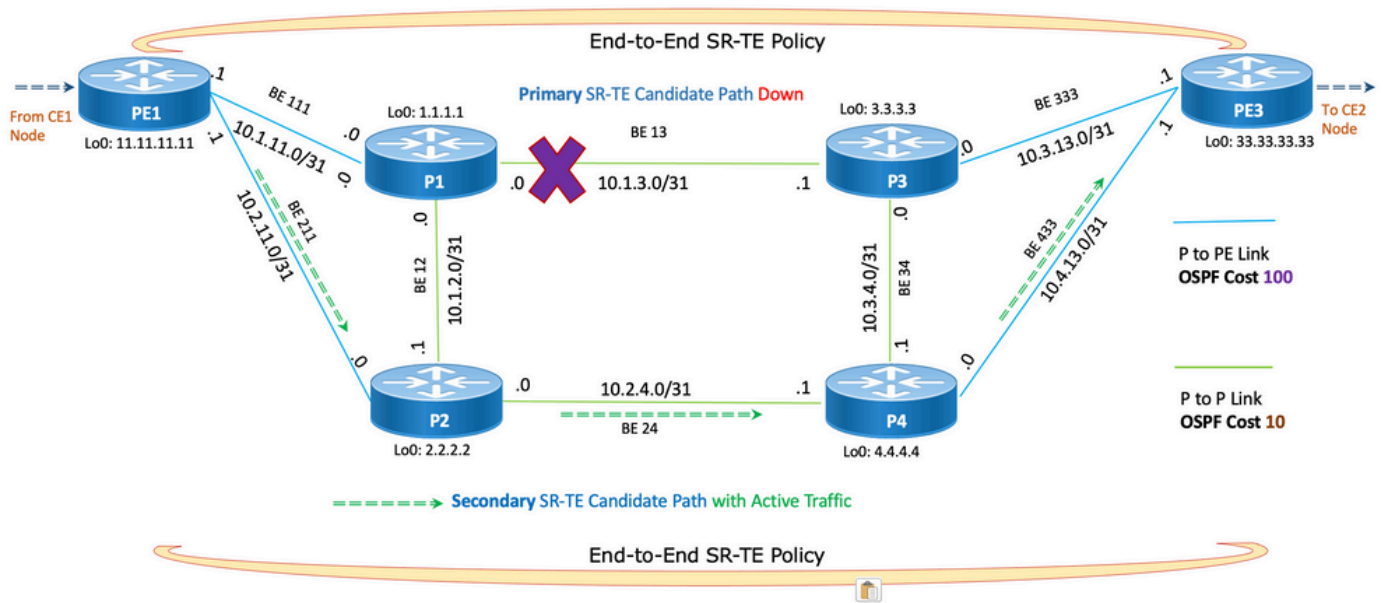 End-to-End SR-TE Policy
From CE1
Node
PE1
.1
Lo0: 11.11.11.11
.1
BE 111
10.1.11.0/31
.0
.0
Lo0: 1.1.1.1
P1
Primary SR-TE Candidate Path Down
BE 13
.0
10.1.3.0/31
.1
Lo0: 3.3.3.3
P3
.0
BE 333
10.3.13.0/31
.1
PE3
To CE2
Node
Lo0: 33.33.33.33
.1
BE 211
10.2.11.0/31
.0
.0
BE 12
10.1.2.0/31
.1
.0
10.3.4.0/31
BE 34
.1
BE 433
10.4.13.0/31
.0
P to PE Link
OSPF Cost 100
P to P Link
OSPF Cost 10
P2
Lo0: 2.2.2.2
.0
10.2.4.0/31
.1
BE 24
P4
Lo0: 4.4.4.4
Secondary SR-TE Candidate Path with Active Traffic
End-to-End SR-TE Policy